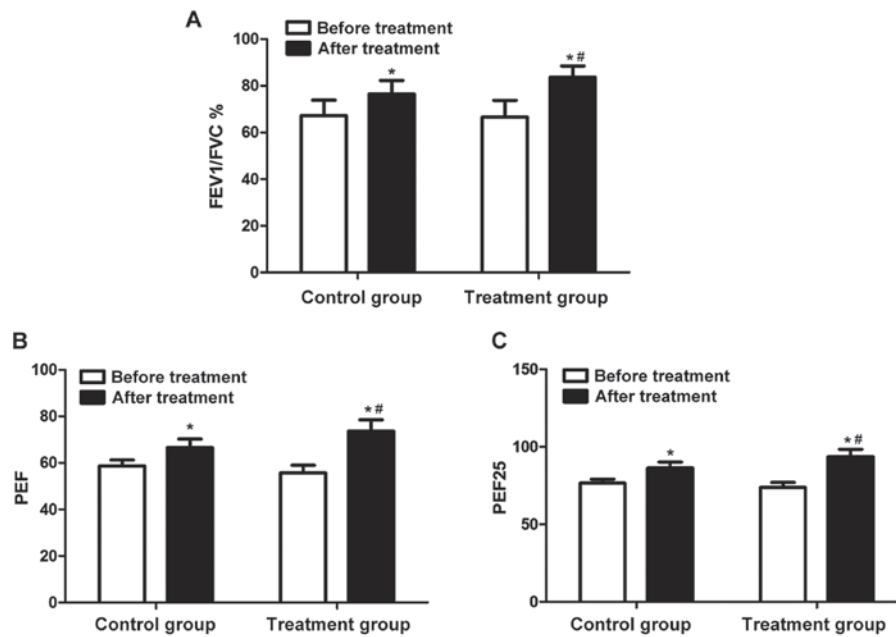 A
Before treatment
After treatment
FEV1/FVC %
100
80
60
40
20
0
*
*#
Control group
Treatment group
B
Before treatment
After treatment
PEF
100
80
60
40
20
0
*
*#
Control group
Treatment group
C
Before treatment
After treatment
PEF25
150
100
50
0
*
*#
Control group
Treatment group